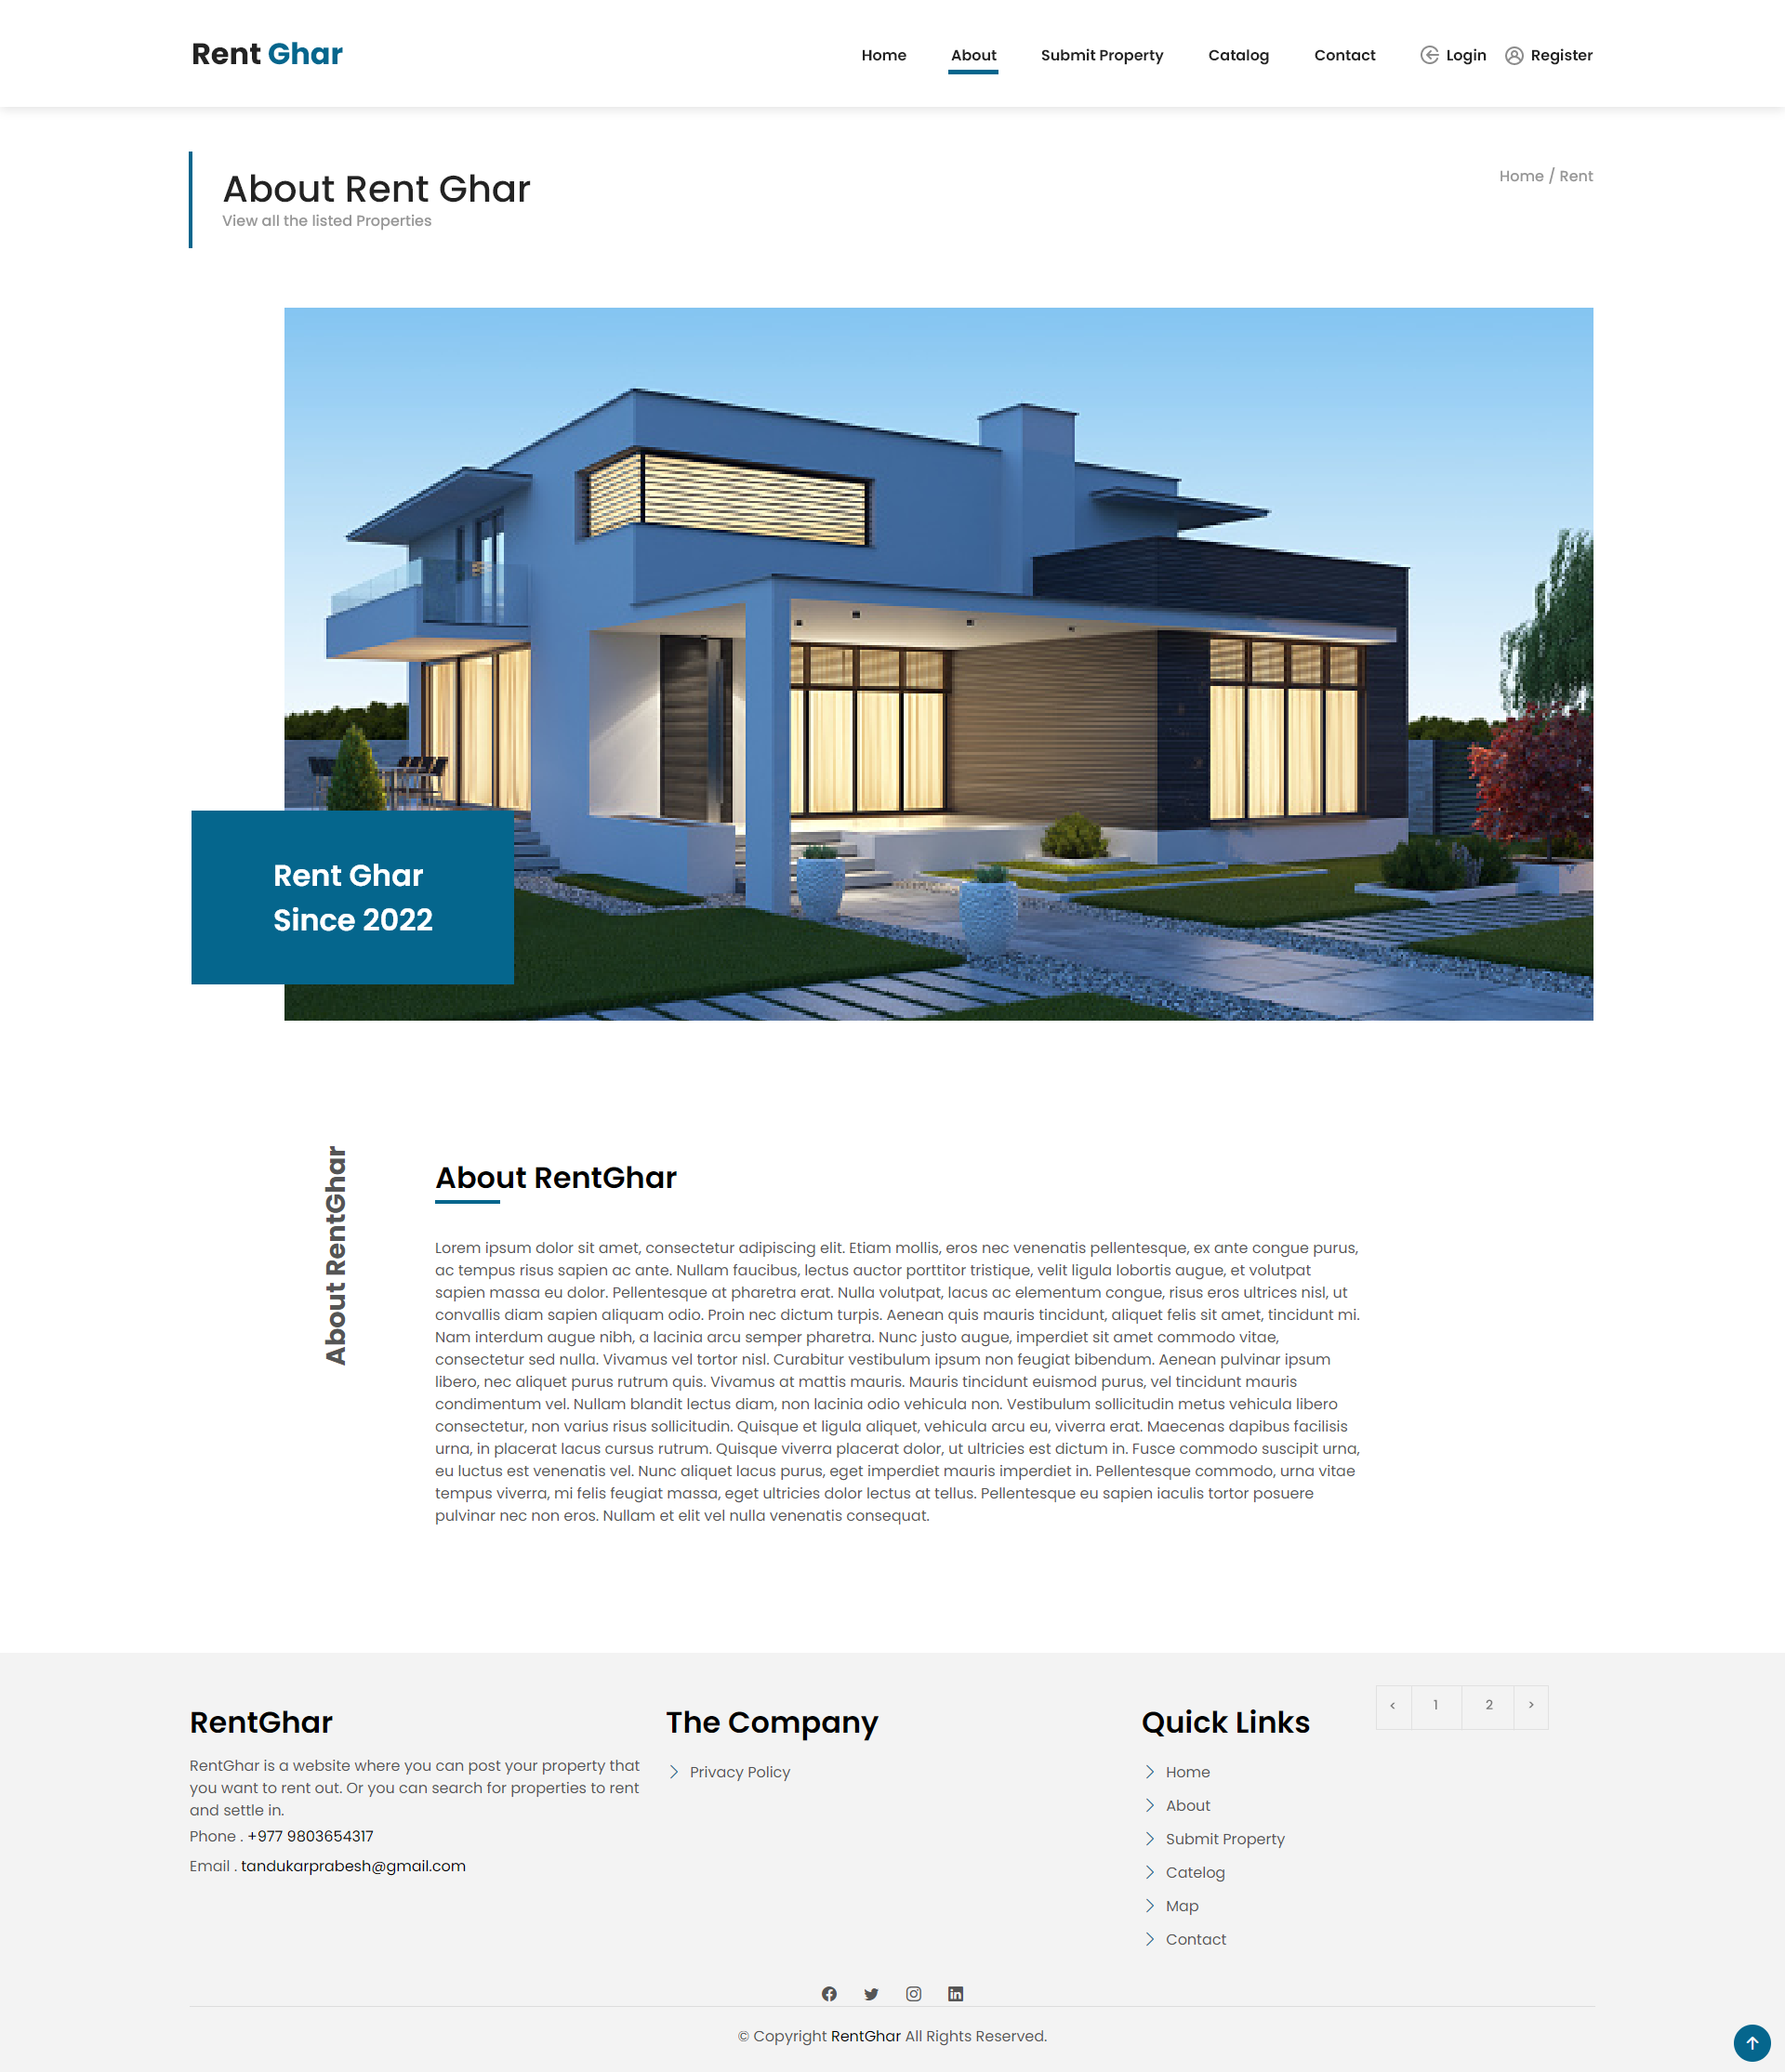 Rent Ghar
Home About Submit Property Catalog Contact Login Register
About Rent Ghar
View all the listed Properties
Home / Rent
Rent Ghar
Since 2022
About RentGhar
About RentGhar
Lorem ipsum dolor sit amet, consectetur adipiscing elit. Etiam mollis, eros nec venenatis pellentesque, ex ante congue purus,
ac tempus risus sapien ac ante. Nullam faucibus, lectus auctor porttitor tristique, velit ligula lobortis augue, et volutpat
sapien massa eu dolor. Pellentesque at pharetra erat. Nulla volutpat, lacus ac elementum congue, risus eros ultrices nisl, ut
convallis diam sapien aliquam odio. Proin nec dictum turpis. Aenean quis mauris tincidunt, aliquet felis sit amet, tincidunt mi.
Nam interdum augue nibh, a lacinia arcu semper pharetra. Nunc justo augue, imperdiet sit amet commodo vitae,
consectetur sed nulla. Vivamus vel tortor nisl. Curabitur vestibulum ipsum non feugiat bibendum. Aenean pulvinar ipsum
libero, nec aliquet purus rutrum quis. Vivamus at mattis mauris. Mauris tincidunt euismod purus, vel tincidunt mauris
condimentum vel. Nullam blandit lectus diam, non lacinia odio vehicula non. Vestibulum sollicitudin metus vehicula libero
consectetur, non varius risus sollicitudin. Quisque et ligula aliquet, vehicula arcu eu, viverra erat. Maecenas dapibus facilisis
urna, in placerat lacus cursus rutrum. Quisque viverra placerat dolor, ut ultricies est dictum in. Fusce commodo suscipit urna,
eu luctus est venenatis vel. Nunc aliquet lacus purus, eget imperdiet mauris imperdiet in. Pellentesque commodo, urna vitae
tempus viverra, mi felis feugiat massa, eget ultricies dolor lectus at tellus. Pellentesque eu sapien iaculis tortor posuere
pulvinar nec non eros. Nullam et elit vel nulla venenatis consequat.
RentGhar
RentGhar is a website where you can post your property that
you want to rent out. Or you can search for properties to rent
and settle in.
Phone . +977 9803654317
Email . tandukarprabesh@gmail.com
The Company
Privacy Policy
Quick Links
Home
About
Submit Property
Catelog
Map
Contact
‹ 1 2 ›
© Copyright RentGhar All Rights Reserved.